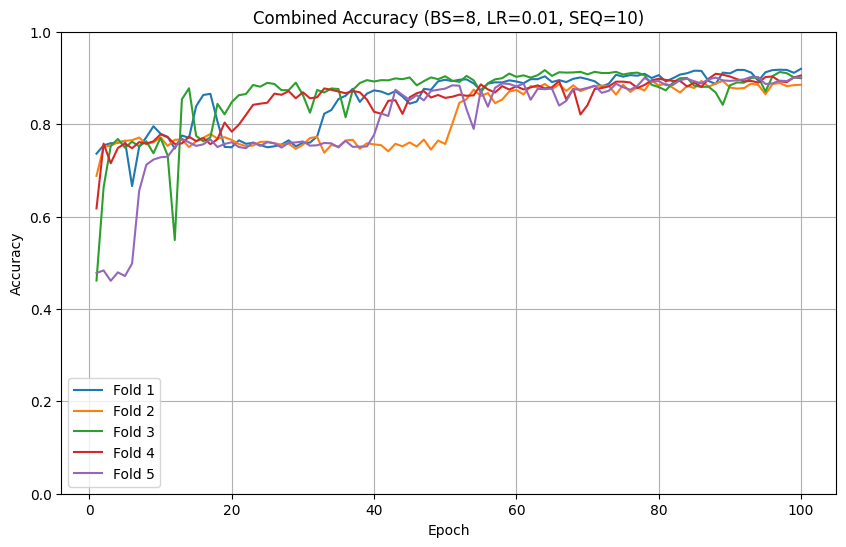 Combined Accuracy (BS=8, LR=0.01, SEQ=10)
1.0
0.8
0.6
0.4
0.2
0.0
Accuracy
Fold 1
Fold 2
Fold 3
Fold 4
Fold 5
0 20 40 60 80 100
Epoch